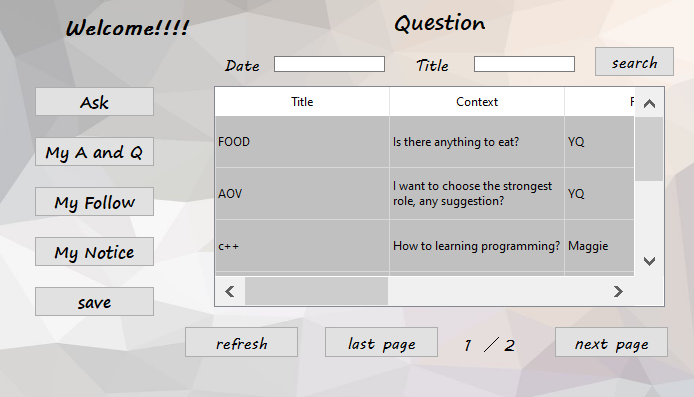 Welcome!!!!
Question
Date
Title
search
Ask
My A and Q
My Follow
My Notice
save
Title Context
FOOD Is there anything to eat? YQ
AOV I want to choose the strongest
role, any suggestion? YQ
c++ How to learning programming? Maggie
refresh
last page
1 / 2
next page